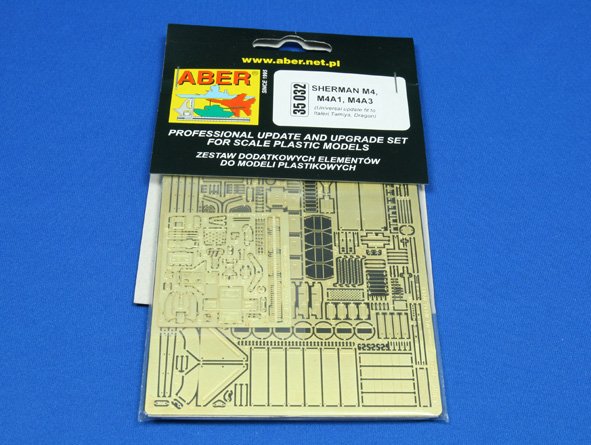 www.aber.net.pl
ABER®
SINCE 1995
35 032
SHERMAN M4,
M4A1, M4A3
(Universal update fit to
Italeri, Tamiya, Dragon)
PROFESSIONAL UPDATE AND UPGRADE SET
FOR SCALE PLASTIC MODELS
ZESTAW DODATKOWYCH ELEMENTÓW
DO MODELI PLASTIKOWYCH